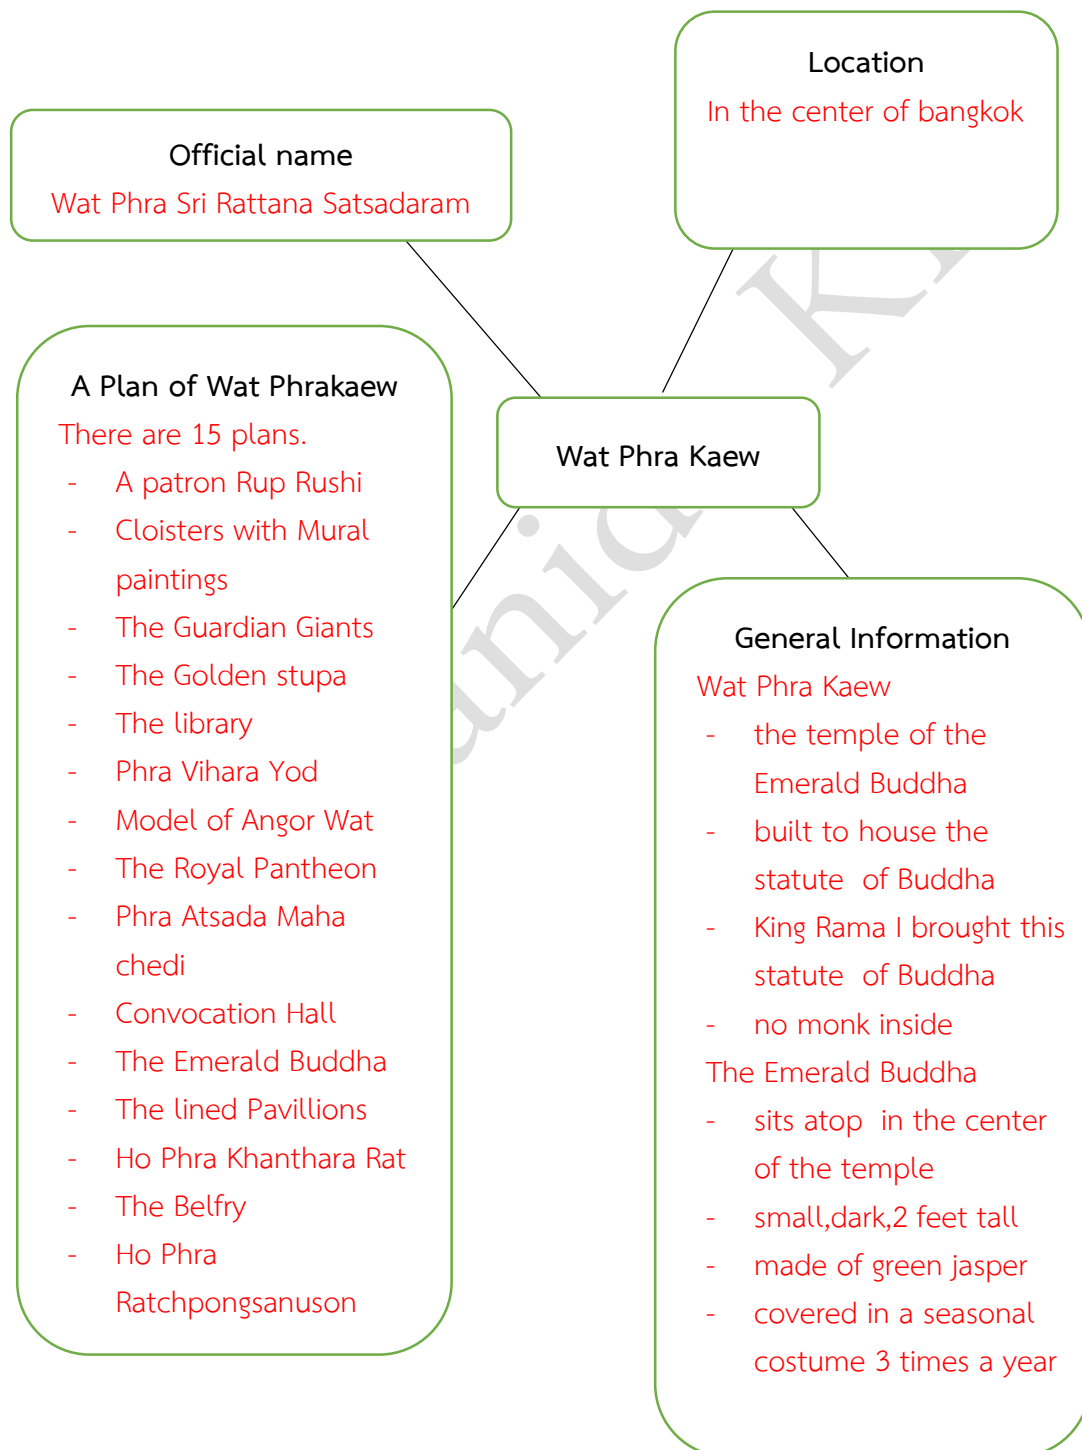 Location
In the center of bangkok
Official name
Wat Phra Sri Rattana Satsadaram
A Plan of Wat Phrakaew
There are 15 plans.
- A patron Rup Rushi
- Cloisters with Mural
paintings
- The Guardian Giants
- The Golden stupa
- The library
- Phra Vihara Yod
- Model of Angor Wat
- The Royal Pantheon
- Phra Atsada Maha
chedi
- Convocation Hall
- The Emerald Buddha
- The lined Pavillions
- Ho Phra Khanthara Rat
- The Belfry
- Ho Phra
Ratchpongsanuson
Wat Phra Kaew
General Information
Wat Phra Kaew
- the temple of the
Emerald Buddha
- built to house the
statute  of Buddha
- King Rama I brought this
statute  of Buddha
- no monk inside
The Emerald Buddha
- sits atop  in the center
of the temple
- small,dark,2 feet tall
- made of green jasper
- covered in a seasonal
costume 3 times a year